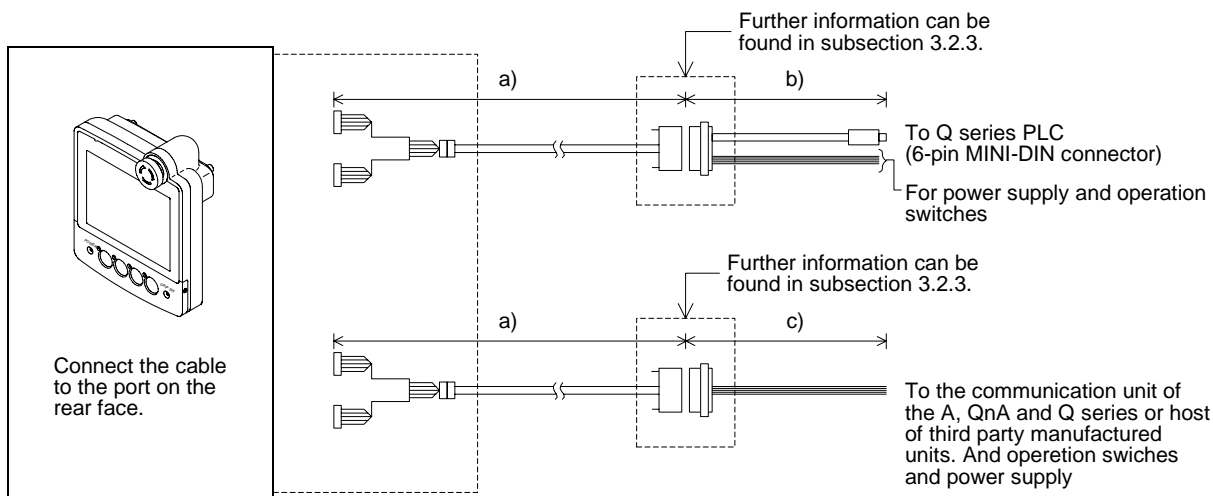 Further information can be
found in subsection 3.2.3.
a)
b)
To Q series PLC
(6-pin MINI-DIN connector)
For power supply and operation
switches
Further information can be
found in subsection 3.2.3.
a)
c)
Connect the cable
to the port on the
rear face.
To the communication unit of
the A, QnA and Q series or host
of third party manufactured
units. And operetion swiches
and power supply